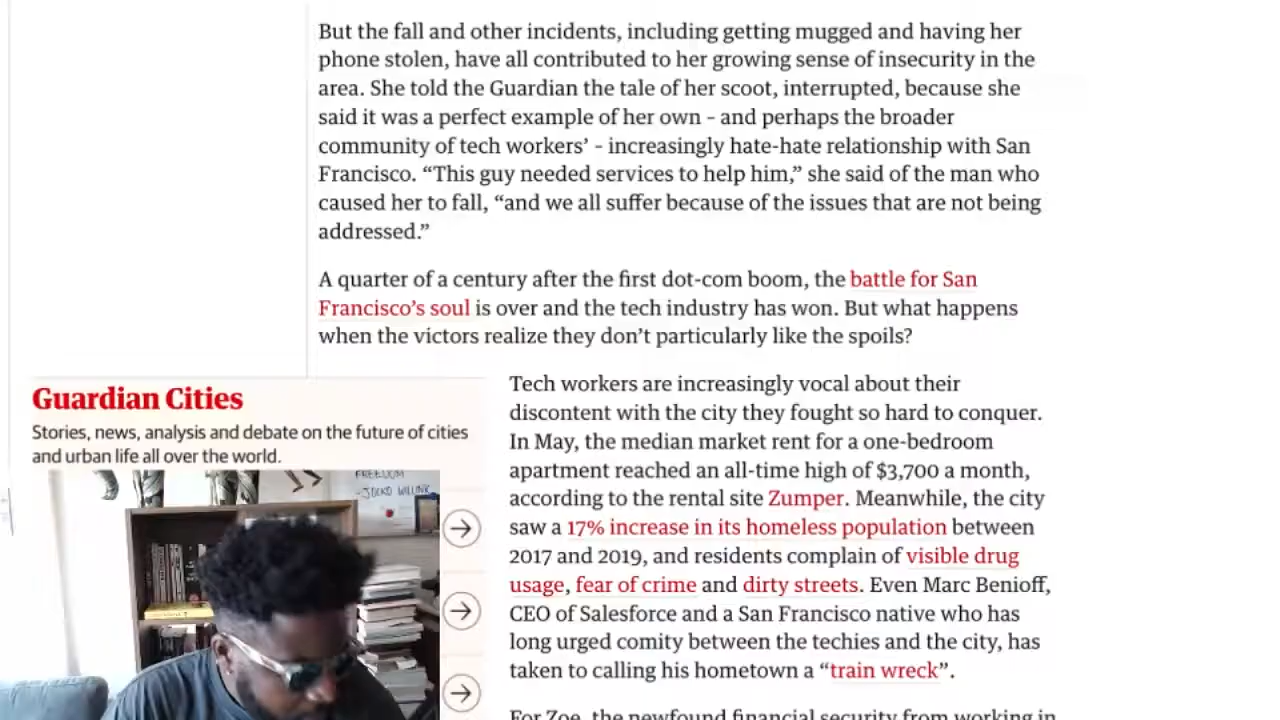 But the fall and other incidents, including getting mugged and having her
phone stolen, have all contributed to her growing sense of insecurity in the
area. She told the Guardian the tale of her scoot, interrupted, because she
said it was a perfect example of her own – and perhaps the broader
community of tech workers’ – increasingly hate-hate relationship with San
Francisco. “This guy needed services to help him,” she said of the man who
caused her to fall, “and we all suffer because of the issues that are not being
addressed.”
A quarter of a century after the first dot-com boom, the battle for San
Francisco’s soul is over and the tech industry has won. But what happens
when the victors realize they don’t particularly like the spoils?
Guardian Cities
Stories, news, analysis and debate on the future of cities
and urban life all over the world.
FREEDOM
-JOCKO WILLINK
Tech workers are increasingly vocal about their
discontent with the city they fought so hard to conquer.
In May, the median market rent for a one-bedroom
apartment reached an all-time high of $3,700 a month,
according to the rental site Zumper. Meanwhile, the city
saw a 17% increase in its homeless population between
2017 and 2019, and residents complain of visible drug
usage, fear of crime and dirty streets. Even Marc Benioff,
CEO of Salesforce and a San Francisco native who has
long urged comity between the techies and the city, has
taken to calling his hometown a “train wreck”.
For Zoe, the newfound financial security from working in